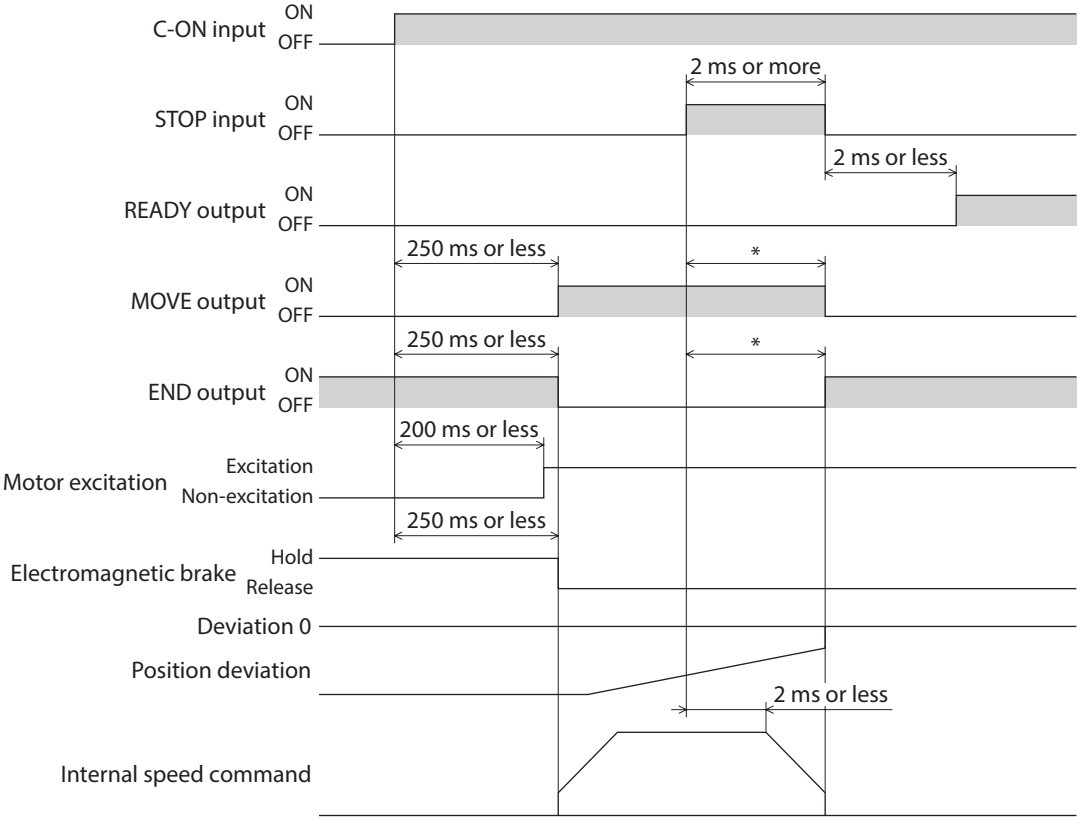 ON
C-ON input
OFF
2 ms or more
ON
STOP input
OFF
2 ms or less
ON
READY output
OFF
250 ms or less
*
ON
MOVE output
OFF
250 ms or less
*
ON
END output
OFF
200 ms or less
Excitation
Motor excitation
Non-excitation
250 ms or less
Hold
Electromagnetic brake
Release
Deviation 0
Position deviation
2 ms or less
Internal speed command